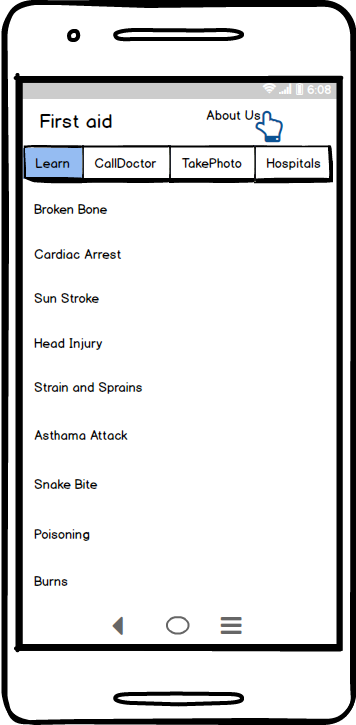 6:08
First aid
About Us
Learn CallDoctor TakePhoto Hospitals
Broken Bone
Cardiac Arrest
Sun Stroke
Head Injury
Strain and Sprains
Asthama Attack
Snake Bite
Poisoning
Burns